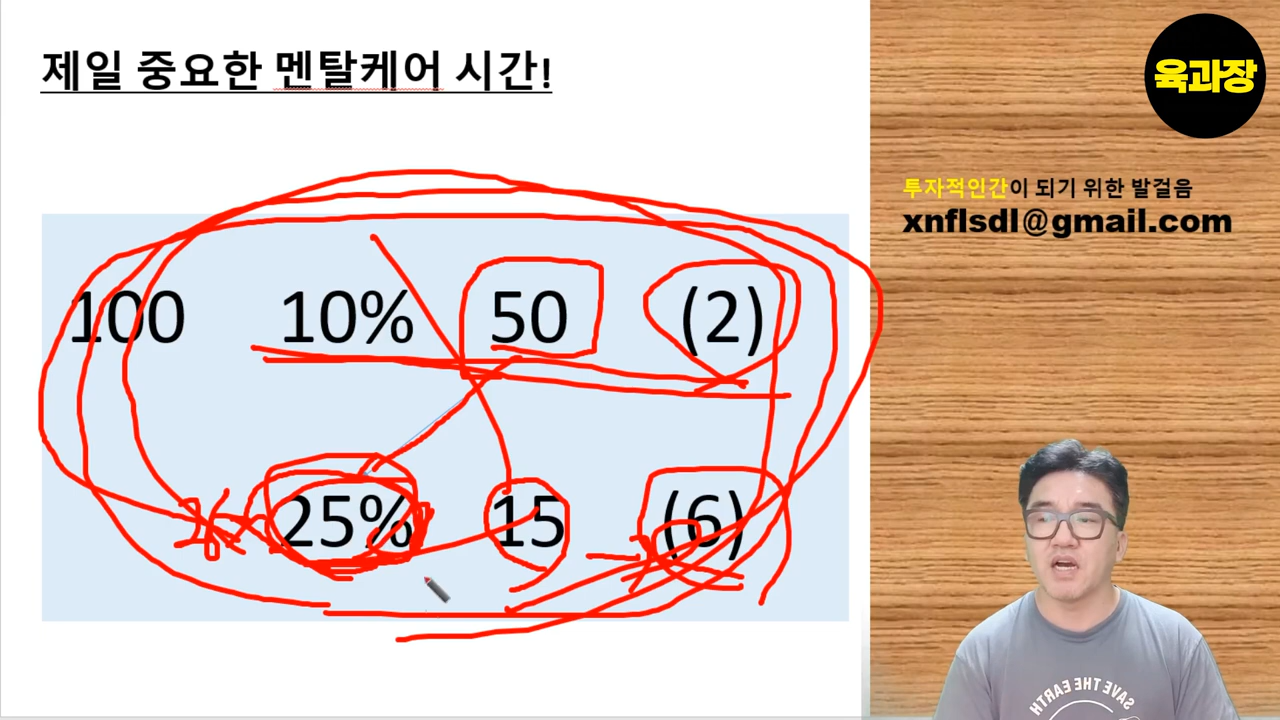 제일 중요한 멘탈케어 시간!
육과장
투자적인간이 되기 위한 발걸음
xnflsdl@gmail.com
100 10% 50 (2)
25% 15 (6)
SAVE THE EARTH